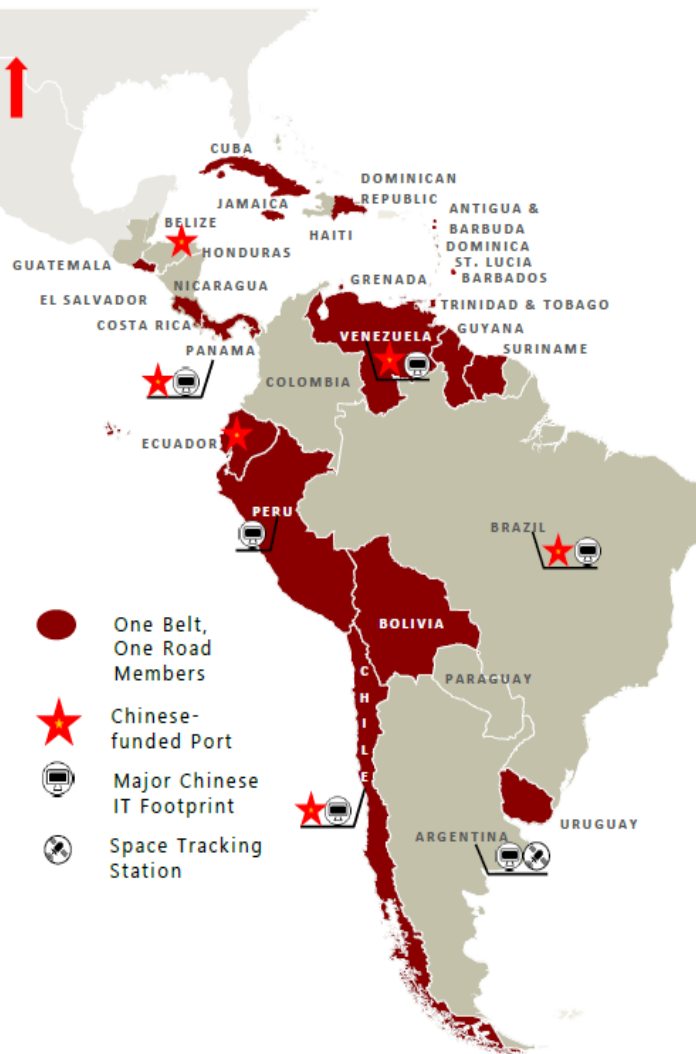 CUBA
DOMINICAN
REPUBLIC
JAMAICA
ANTIGUA &
BARBUDA
BELIZE
HAITI
DOMINICA
HONDURAS
ST. LUCIA
GUATEMALA
BARBADOS
NICARAGUA
GRENADA
EL SALVADOR
TRINIDAD & TOBAGO
COSTA RICA
GUYANA
VENEZUELA
PANAMA
SURINAME
COLOMBIA
ECUADOR
PERU
BRAZIL
BOLIVIA
PARAGUAY
CHILE
URUGUAY
ARGENTINA
One Belt,
One Road
Members
Chinese-
funded Port
Major Chinese
IT Footprint
Space Tracking
Station